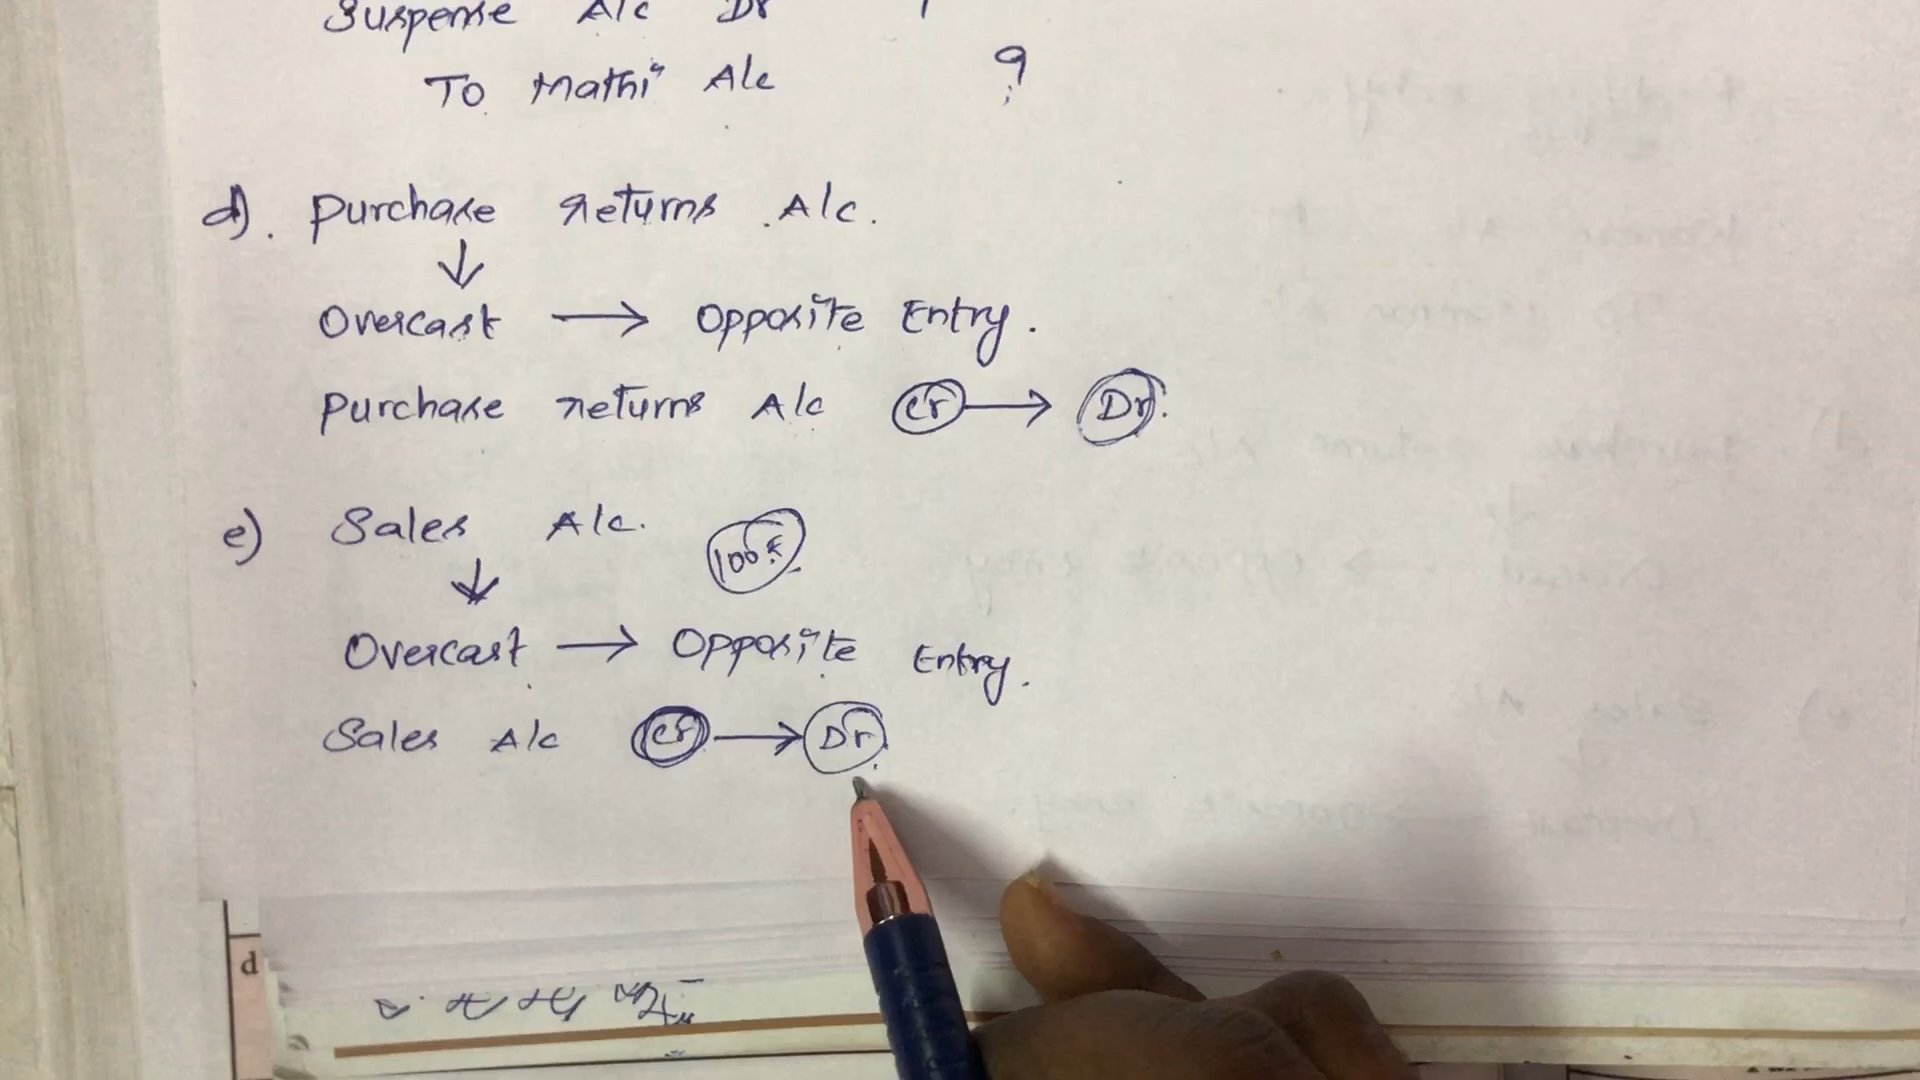 Suspense A/c Dr
To Mathi A/c ?
d). Purchase returns A/c.
↓
Overcast → Opposite Entry.
Purchase returns A/c Cr → Dr.
e) Sales A/c. 100₹
↓
Overcast → Opposite Entry.
Sales A/c Cr → Dr.
d